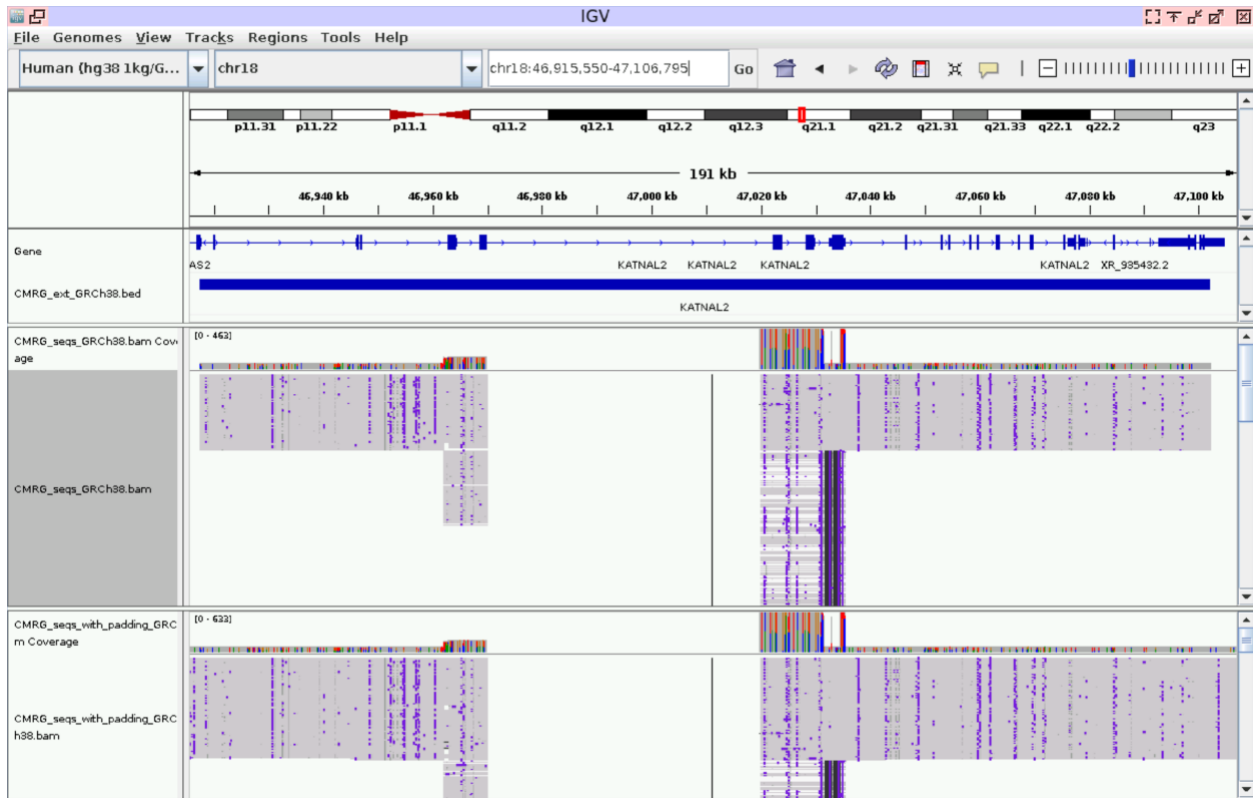 IGV
File Genomes View Tracks Regions Tools Help
Human (hg38 1kg/G... chr18 chr18:46,915,550-47,106,795 Go
p11.31 p11.22 p11.1 q11.2 q12.1 q12.2 q12.3 q21.1 q21.2 q21.31 q21.33 q22.1 q22.2 q23
191 kb
46,940 kb 46,960 kb 46,980 kb 47,000 kb 47,020 kb 47,040 kb 47,060 kb 47,080 kb 47,100 kb
Gene
AS2 KATNAL2 KATNAL2 KATNAL2 KATNAL2 XR_935432.2
CMRG_ext_GRCh38.bed
KATNAL2
CMRG_seqs_GRCh38.bam Cov
age
[0 - 463]
CMRG_seqs_GRCh38.bam
CMRG_seqs_with_padding_GRC
m Coverage
[0 - 633]
CMRG_seqs_with_padding_GRC
h38.bam